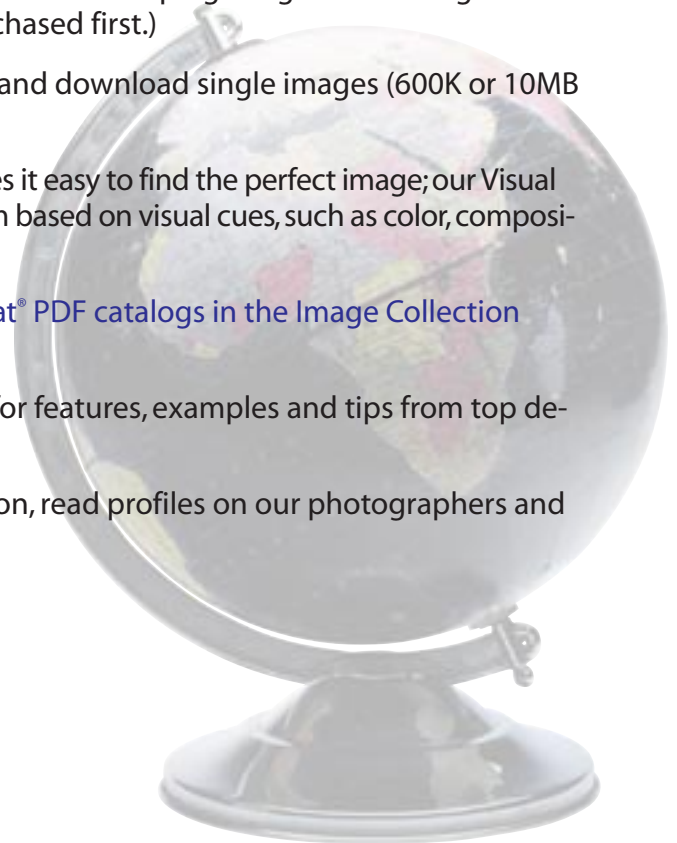 chased first.)
and download single images (600K or 10MB
s it easy to find the perfect image; our Visual
n based on visual cues, such as color, composi-
at® PDF catalogs in the Image Collection
or features, examples and tips from top de-
on, read profiles on our photographers and